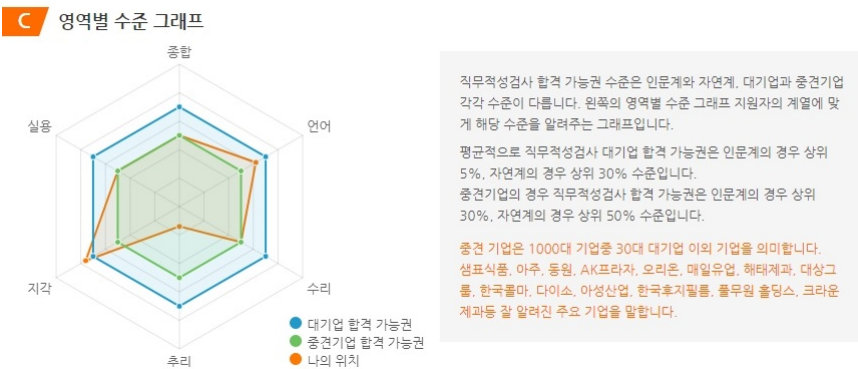 C 영역별 수준 그래프
종합
언어
수리
추리
지각
실용
대기업 합격 가능권
중견기업 합격 가능권
나의 위치
직무적성검사 합격 가능권 수준은 인문계와 자연계, 대기업과 중견기업
각각 수준이 다릅니다. 왼쪽의 영역별 수준 그래프 지원자의 계열에 맞
게 해당 수준을 알려주는 그래프입니다.
평균적으로 직무적성검사 대기업 합격 가능권은 인문계의 경우 상위
5%, 자연계의 경우 상위 30% 수준입니다.
중견기업의 경우 직무적성검사 합격 가능권은 인문계의 경우 상위
30%, 자연계의 경우 상위 50% 수준입니다.
중견 기업은 1000대 기업중 30대 대기업 이외 기업을 의미합니다.
샘표식품, 아주, 동원, AK프라자, 오리온, 매일유업, 해태제과, 대상그
룹, 한국콜마, 다이소, 아성산업, 한국후지필름, 풀무원 홀딩스, 크라운
제과등 잘 알려진 주요 기업을 말합니다.